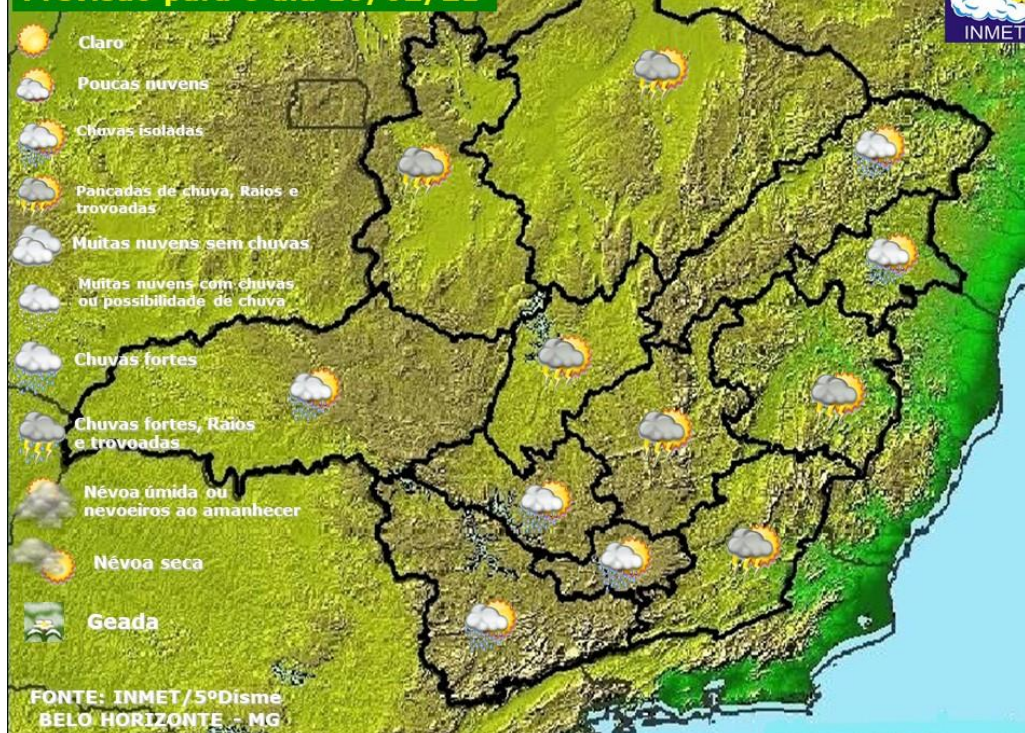 INMET
Claro
Poucas nuvens
Chuvas isoladas
Pancadas de chuva, Raios e
trovoadas
Muitas nuvens sem chuvas
Muitas nuvens com chuvas
ou possibilidade de chuva
Chuvas fortes
Chuvas fortes, Raios
e trovoadas
Névoa úmida ou
nevoeiros ao amanhecer
Névoa seca
Geada
FONTE: INMET/5ºDisme
BELO HORIZONTE - MG